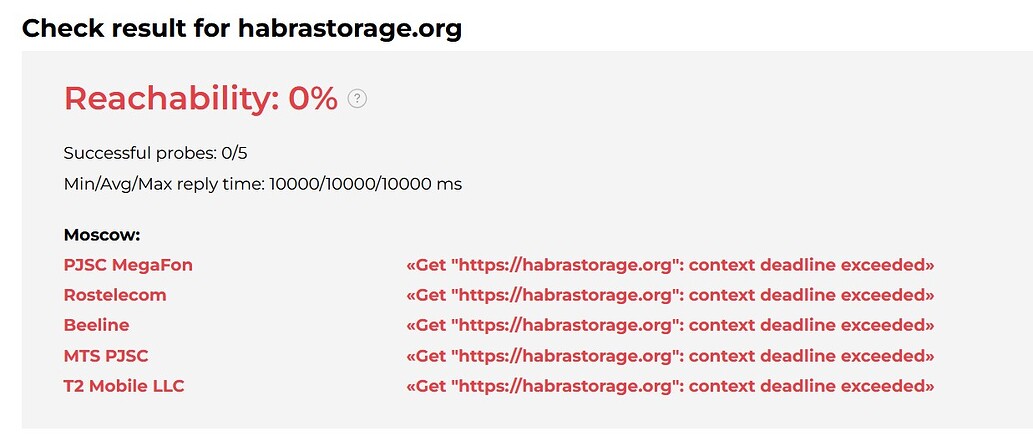 Check result for habrastorage.org
Reachability: 0% ?
Successful probes: 0/5
Min/Avg/Max reply time: 10000/10000/10000 ms
Moscow:
PJSC MegaFon «Get "https://habrastorage.org": context deadline exceeded»
Rostelecom «Get "https://habrastorage.org": context deadline exceeded»
Beeline «Get "https://habrastorage.org": context deadline exceeded»
MTS PJSC «Get "https://habrastorage.org": context deadline exceeded»
T2 Mobile LLC «Get "https://habrastorage.org": context deadline exceeded»